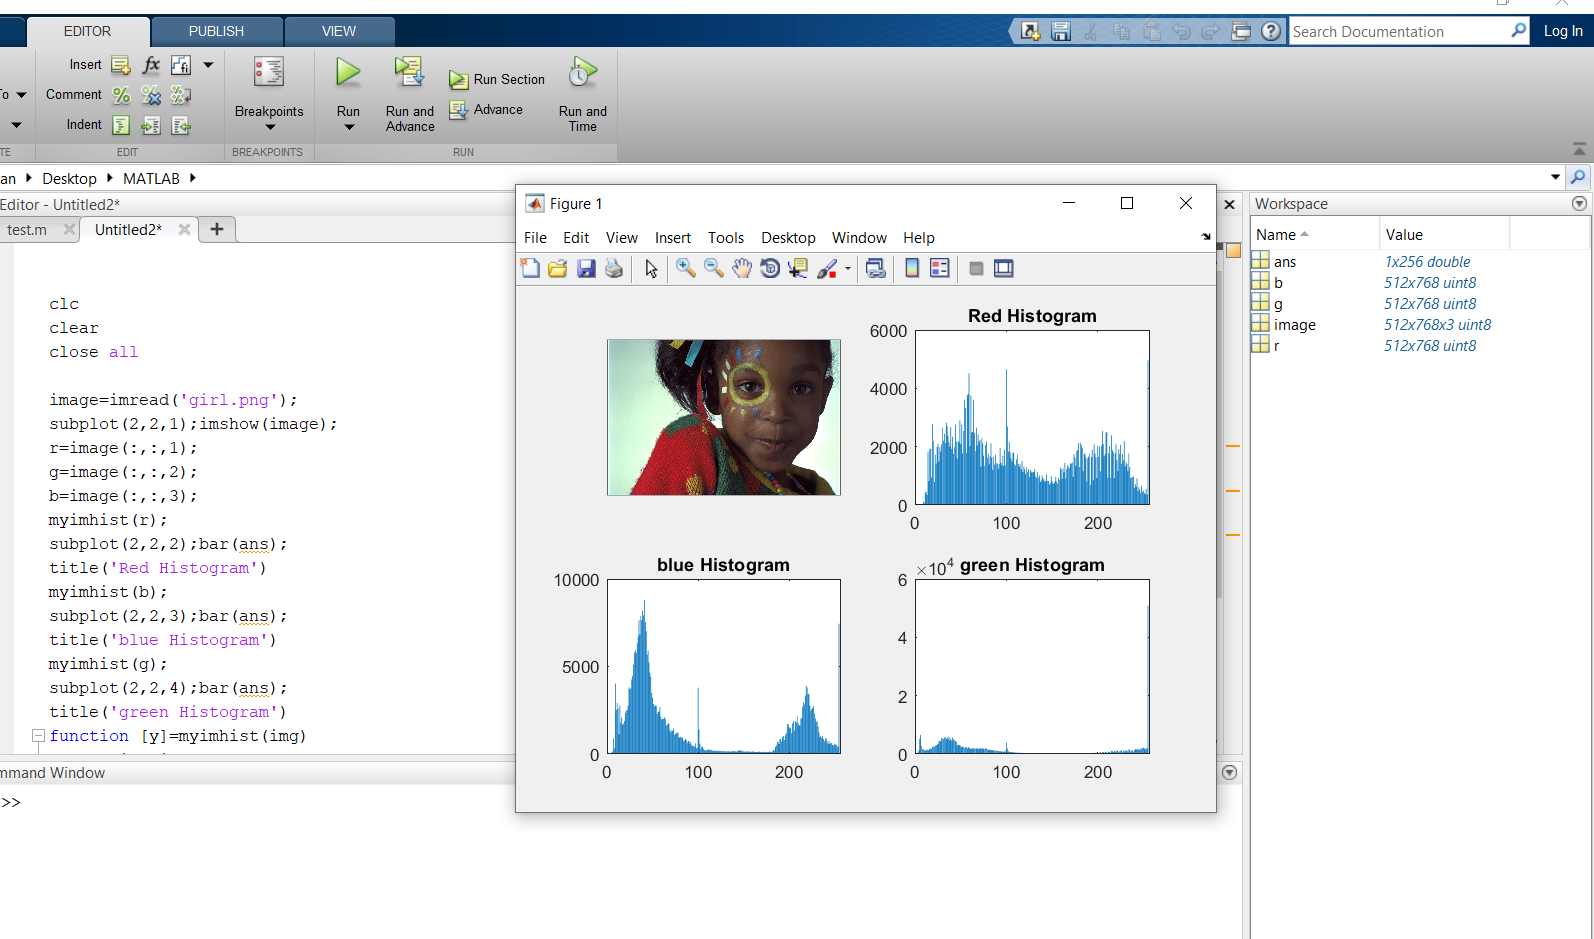 EDITOR PUBLISH VIEW
Search Documentation
Log In
Insert fx fi
Comment
Indent
Breakpoints
Run
Run and Advance
Run Section
Advance
Run and Time
EDIT BREAKPOINTS RUN
Desktop MATLAB
Editor - Untitled2*
test.m Untitled2* +
clc
clear
close all
image=imread('girl.png');
subplot(2,2,1);imshow(image);
r=image(:,:,1);
g=image(:,:,2);
b=image(:,:,3);
myimhist(r);
subplot(2,2,2);bar(ans);
title('Red Histogram')
myimhist(b);
subplot(2,2,3);bar(ans);
title('blue Histogram')
myimhist(g);
subplot(2,2,4);bar(ans);
title('green Histogram')
function [y]=myimhist(img)
mmand Window
>>
Figure 1
File Edit View Insert Tools Desktop Window Help
Red Histogram
6000
4000
2000
0
0 100 200
blue Histogram
10000
5000
0
0 100 200
×10⁴ green Histogram
6
4
2
0
0 100 200
Workspace
Name Value
ans 1x256 double
b 512x768 uint8
g 512x768 uint8
image 512x768x3 uint8
r 512x768 uint8